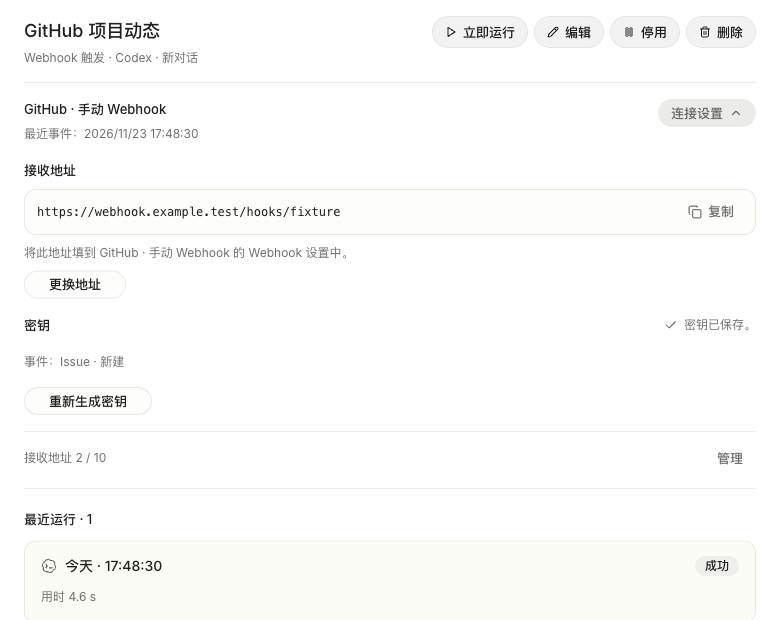 GitHub 项目动态
立即运行
编辑
停用
删除
Webhook 触发 · Codex · 新对话
GitHub · 手动 Webhook
连接设置
最近事件：2026/11/23 17:48:30
接收地址
https://webhook.example.test/hooks/fixture
复制
将此地址填到 GitHub · 手动 Webhook 的 Webhook 设置中。
更换地址
密钥
密钥已保存。
事件：Issue · 新建
重新生成密钥
接收地址 2 / 10
管理
最近运行 · 1
今天 · 17:48:30
成功
用时 4.6 s